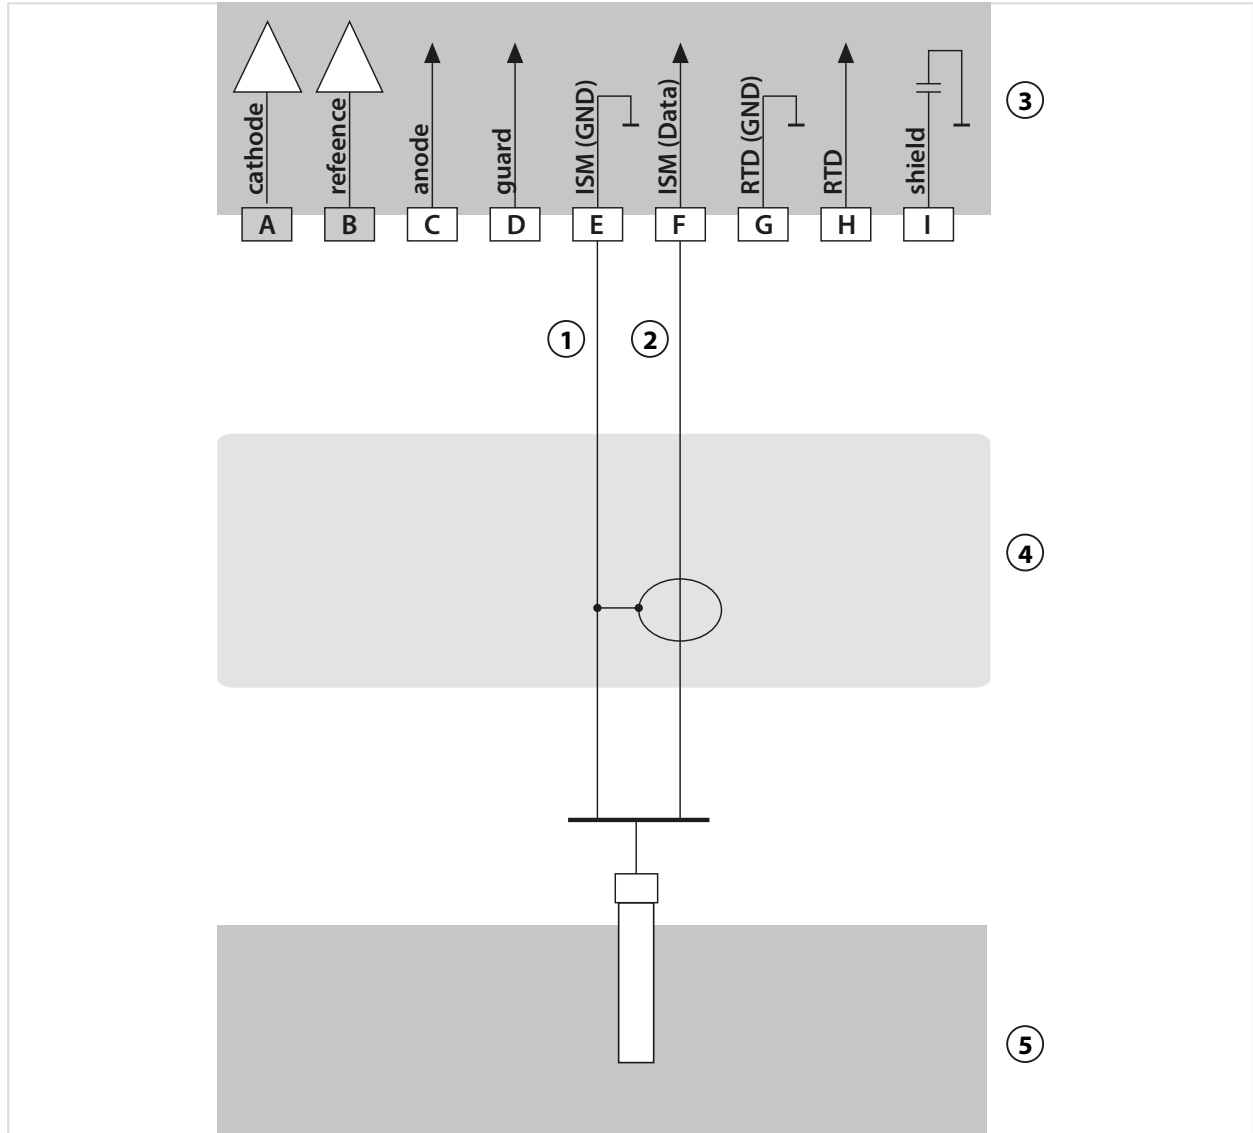 cathode
refeence
anode
guard
ISM (GND)
ISM (Data)
RTD (GND)
RTD
shield
3
A
B
C
D
E
F
G
H
I
1
2
4
5